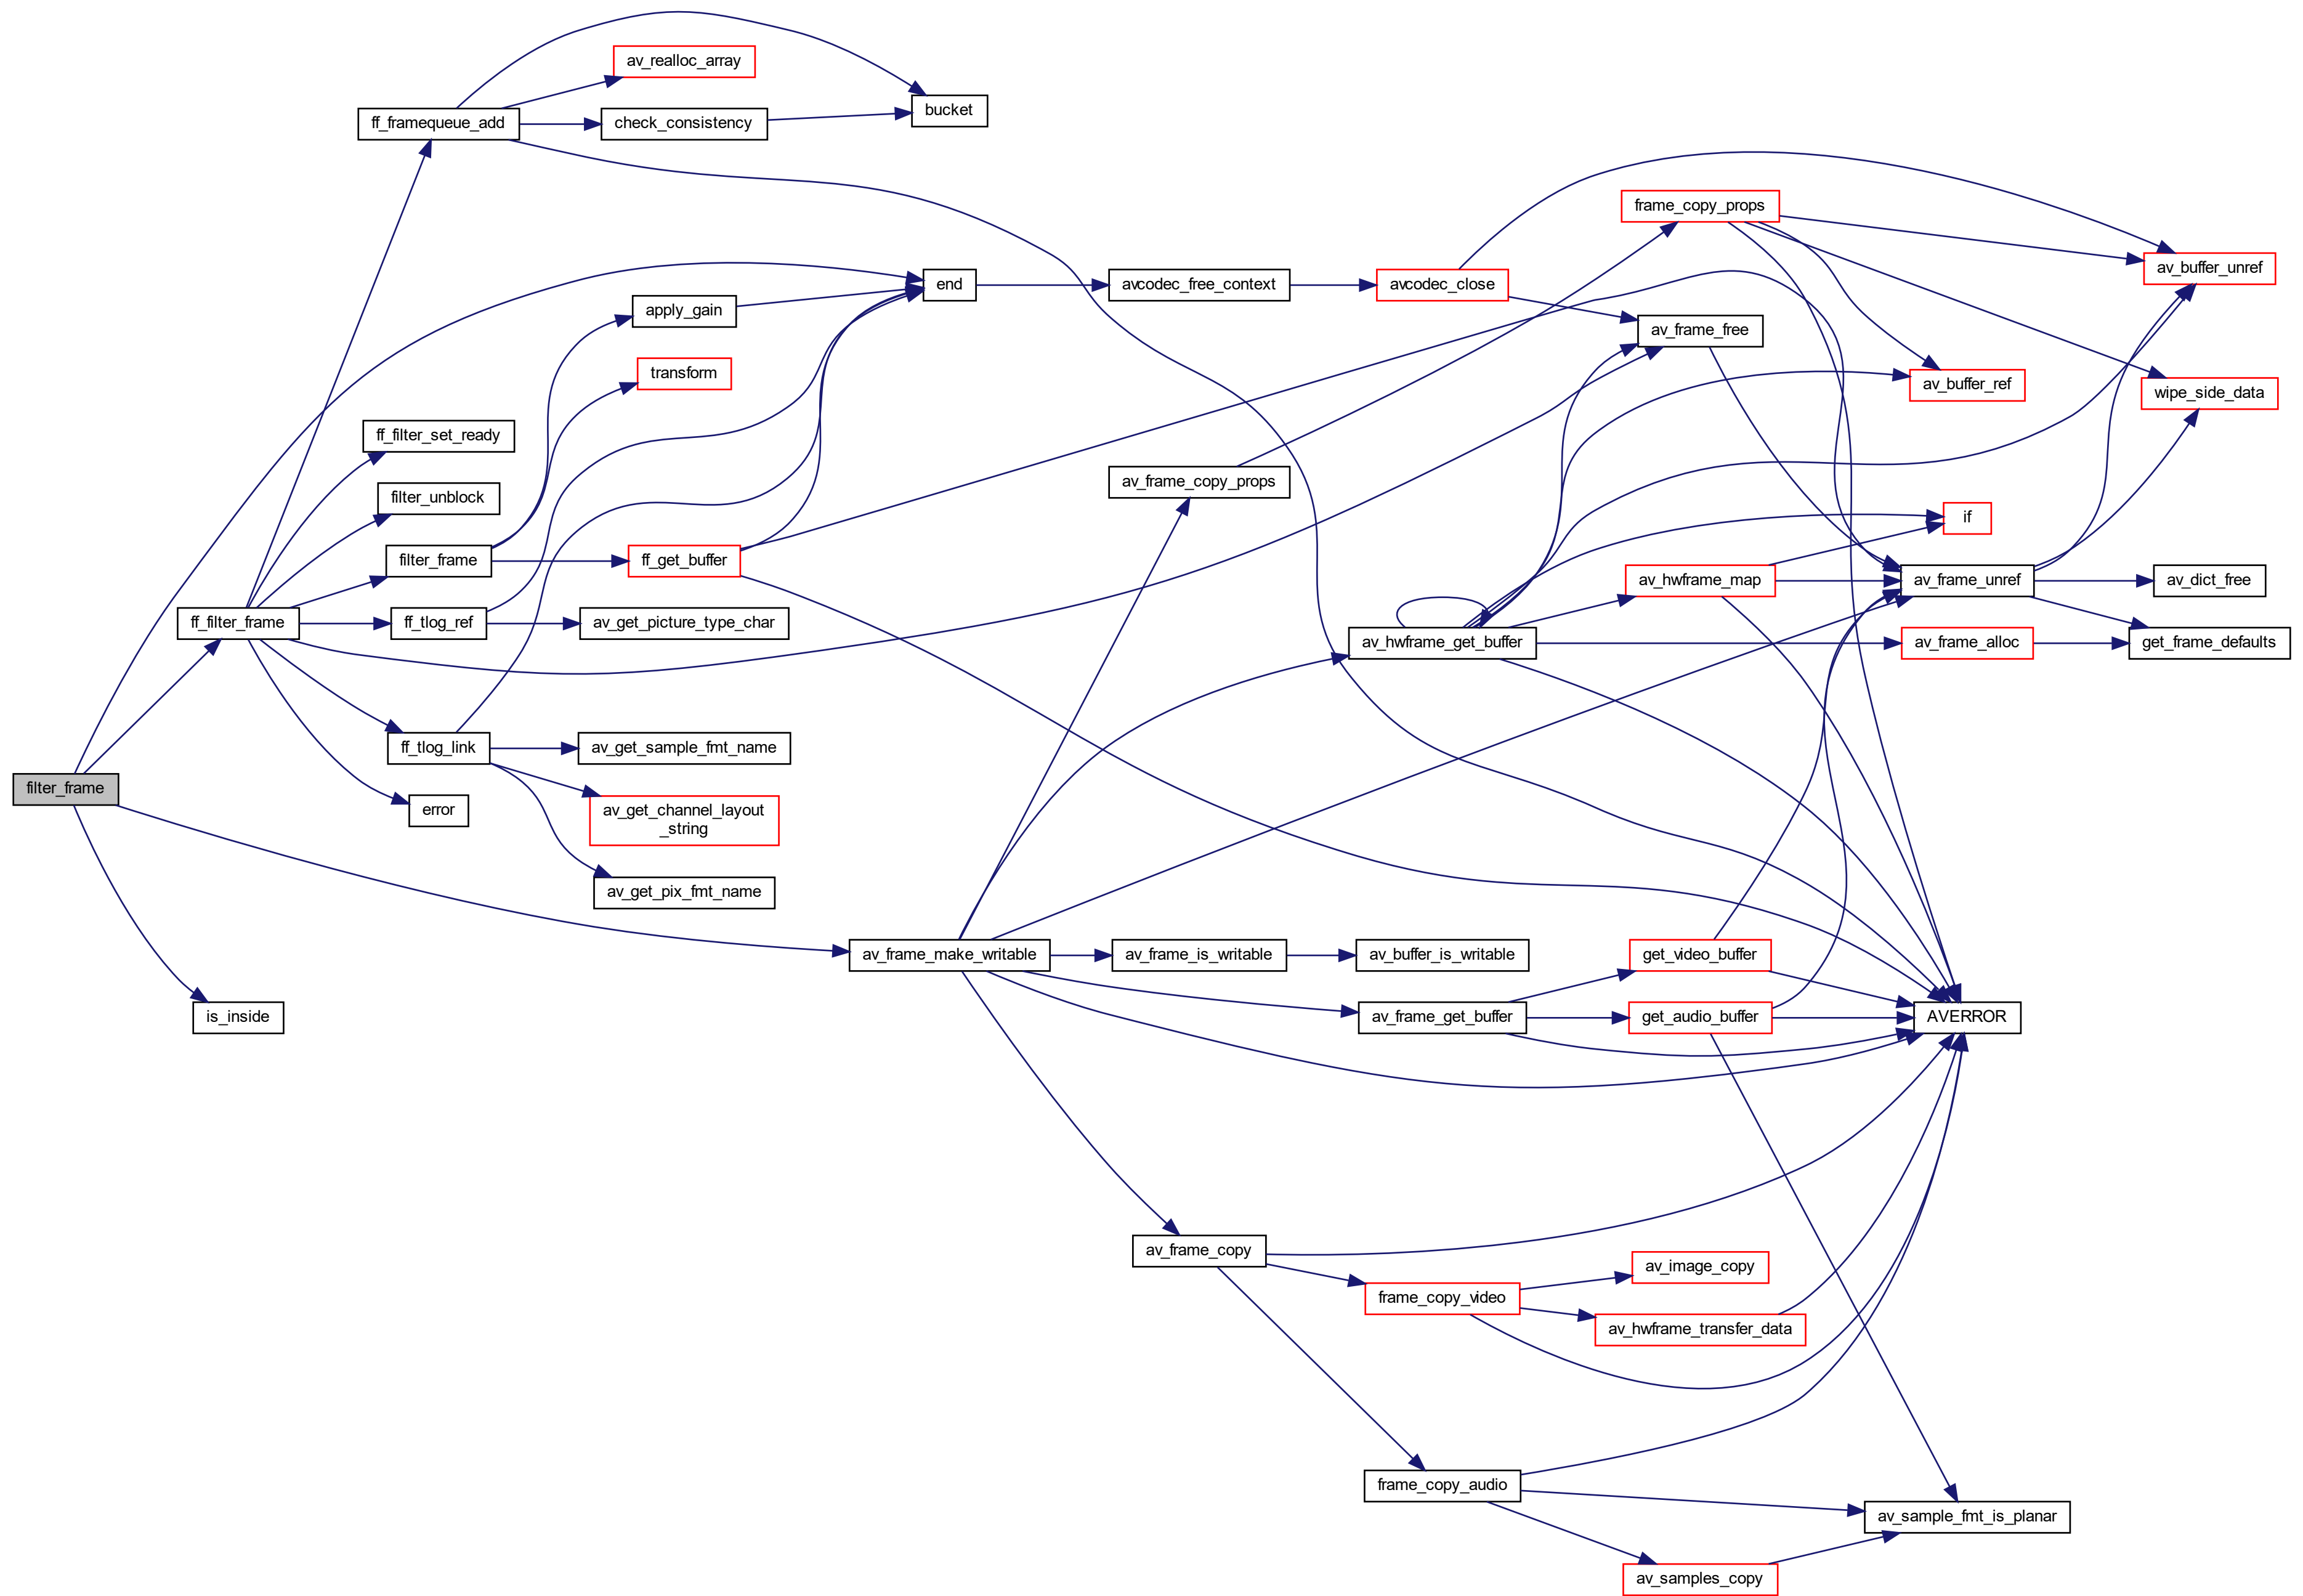 av_realloc_array
bucket
ff_framequeue_add
check_consistency
frame_copy_props
av_buffer_unref
end
avcodec_free_context
avcodec_close
apply_gain
av_frame_free
transform
av_buffer_ref
wipe_side_data
ff_filter_set_ready
av_frame_copy_props
filter_unblock
if
filter_frame
ff_get_buffer
av_hwframe_map
av_frame_unref
av_dict_free
ff_filter_frame
ff_tlog_ref
av_get_picture_type_char
av_hwframe_get_buffer
av_frame_alloc
get_frame_defaults
ff_tlog_link
av_get_sample_fmt_name
filter_frame
error
av_get_channel_layout
_string
av_get_pix_fmt_name
av_frame_make_writable
av_frame_is_writable
av_buffer_is_writable
get_video_buffer
is_inside
av_frame_get_buffer
get_audio_buffer
AVERROR
av_frame_copy
av_image_copy
frame_copy_video
av_hwframe_transfer_data
frame_copy_audio
av_sample_fmt_is_planar
av_samples_copy